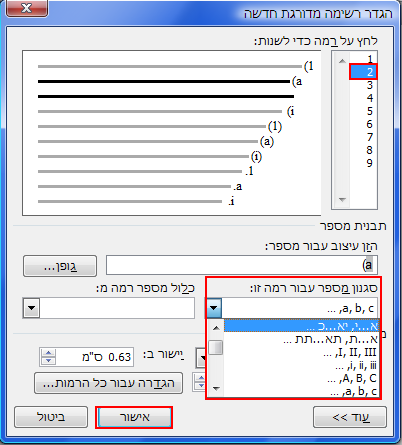 הגדר רשימה מדורגת חדשה
לחץ על רמה כדי לשנות:
1
2
3
4
5
6
7
8
9
(1
(a
(i
(1)
(a)
(i)
.1
.a
.i
תבנית מספר
הזן עיצוב עבור מספר:
(a
גופן...
סגנון מספר עבור רמה זו:
a, b, c, ...
כלול מספר רמה מ:
א...י, יא...כ ...
א...ת, תא...תת ...
I, II, III, ...
i, ii, iii, ...
A, B, C, ...
a, b, c, ...
יישור ב:
0.63 ס"מ
הגדרה עבור כל הרמות...
עוד >>
אישור
ביטול